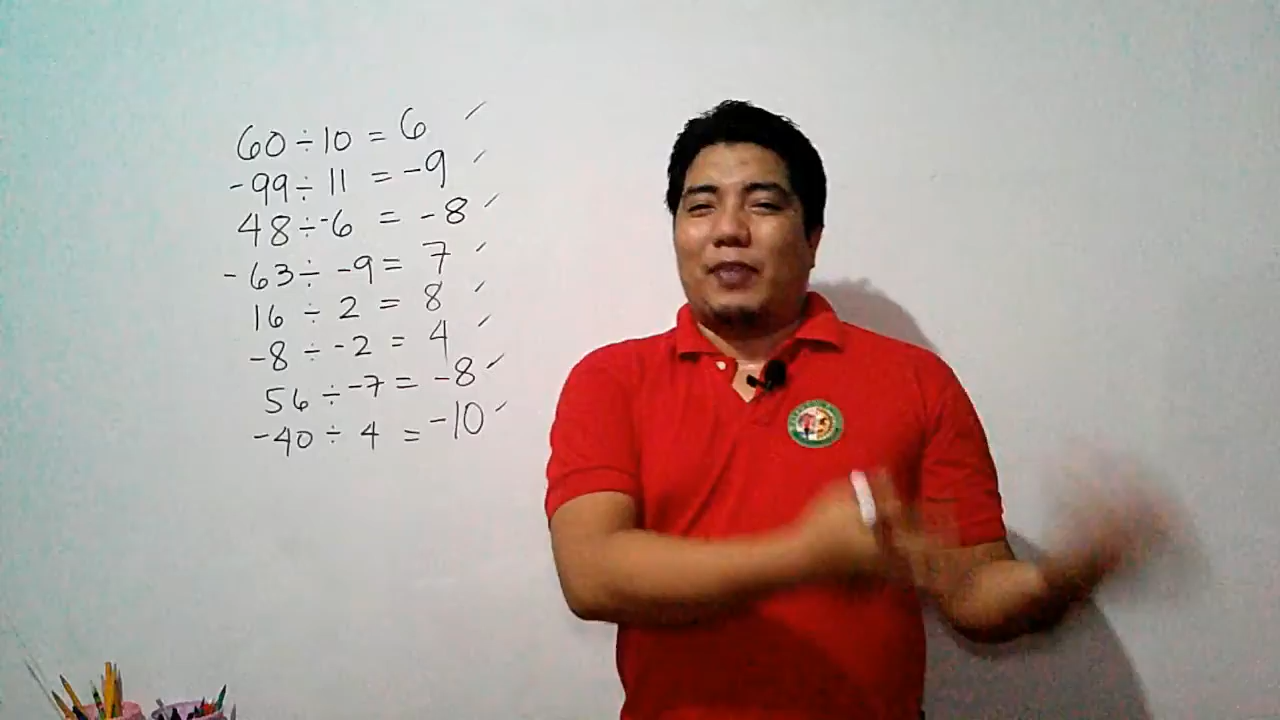 60 ÷ 10 = 6 ✓
-99 ÷ 11 = -9 ✓
48 ÷ -6 = -8 ✓
-63 ÷ -9 = 7 ✓
16 ÷ 2 = 8 ✓
-8 ÷ -2 = 4 ✓
56 ÷ -7 = -8 ✓
-40 ÷ 4 = -10 ✓